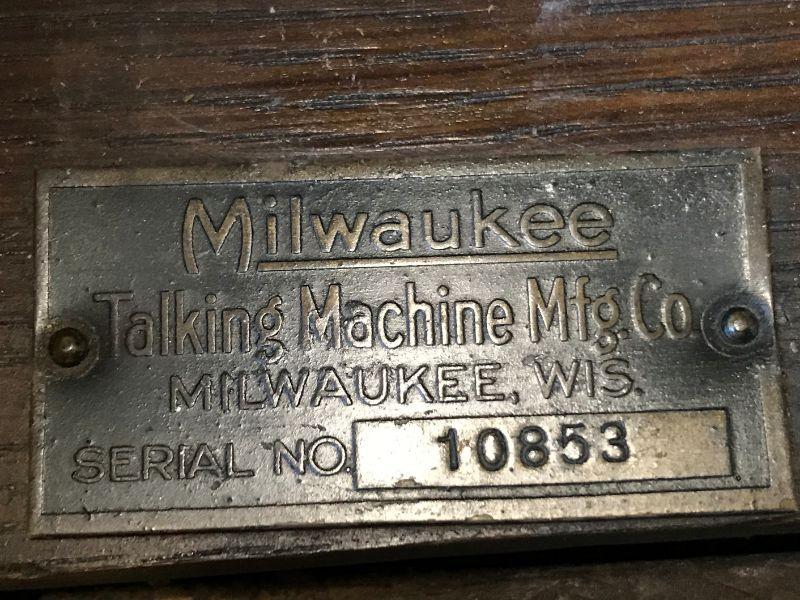 Milwaukee
Talking Machine Mfg. Co.
MILWAUKEE, WIS.
SERIAL NO. 10853